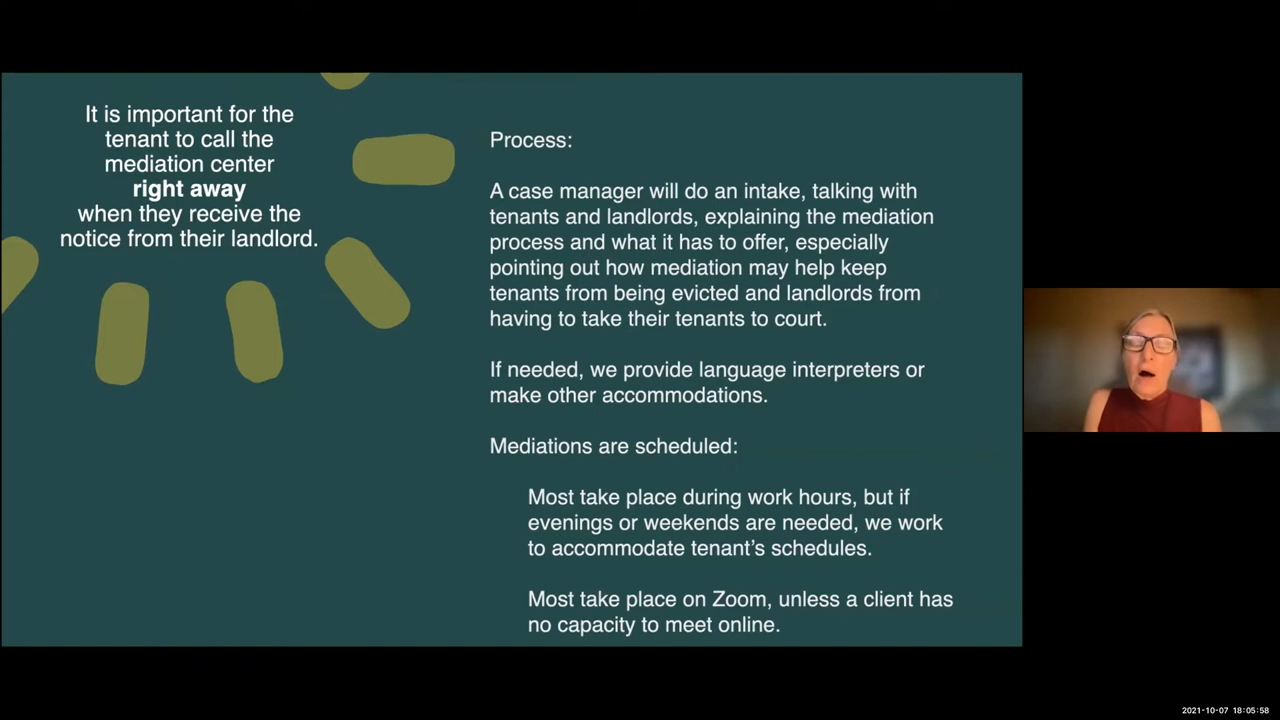 It is important for the
tenant to call the
mediation center
right away
when they receive the
notice from their landlord.
Process:
A case manager will do an intake, talking with
tenants and landlords, explaining the mediation
process and what it has to offer, especially
pointing out how mediation may help keep
tenants from being evicted and landlords from
having to take their tenants to court.
If needed, we provide language interpreters or
make other accommodations.
Mediations are scheduled:
Most take place during work hours, but if
evenings or weekends are needed, we work
to accommodate tenant’s schedules.
Most take place on Zoom, unless a client has
no capacity to meet online.
2021-10-07 18:05:58